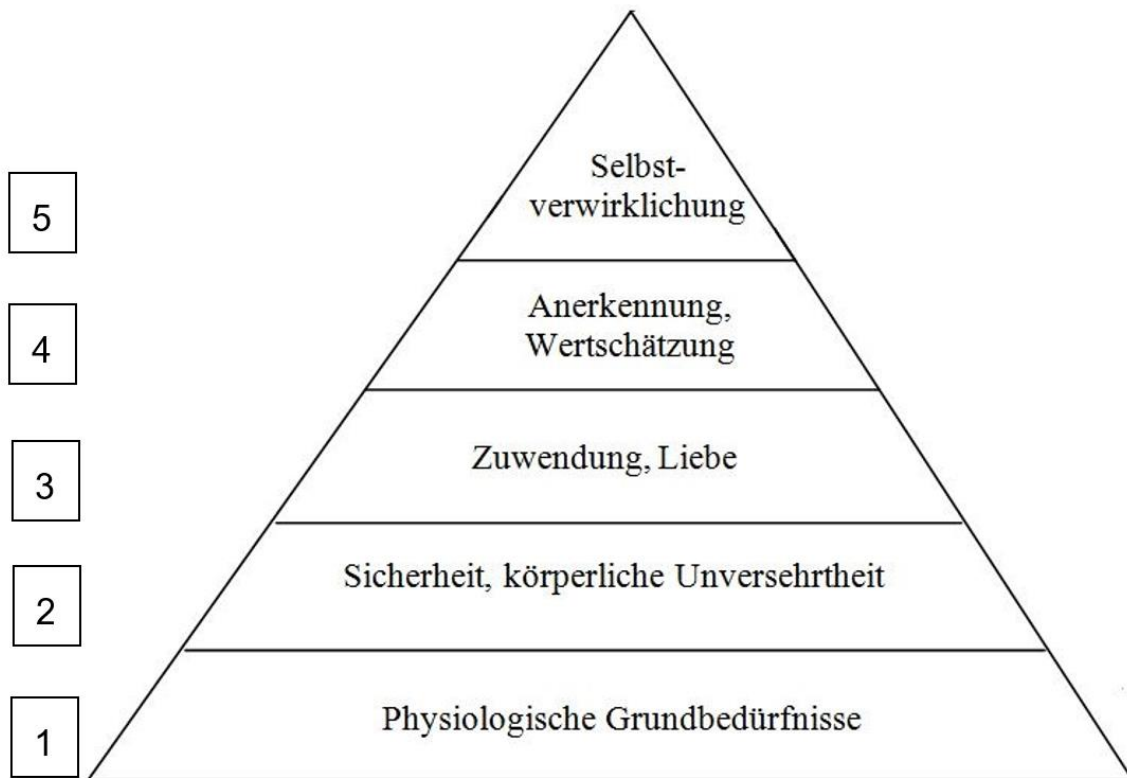 5
Selbst-
verwirklichung
4
Anerkennung,
Wertschätzung
3
Zuwendung, Liebe
2
Sicherheit, körperliche Unversehrtheit
1
Physiologische Grundbedürfnisse